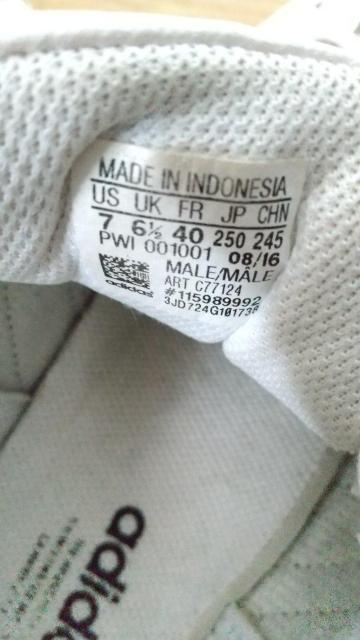 MADE IN INDONESIA
US UK FR JP CHN
7 6½ 40 250 245
PWI 001001 08/16
MALE/MÂLE
ART C77124
#115989992
3JD724G101738
adidas
adidas